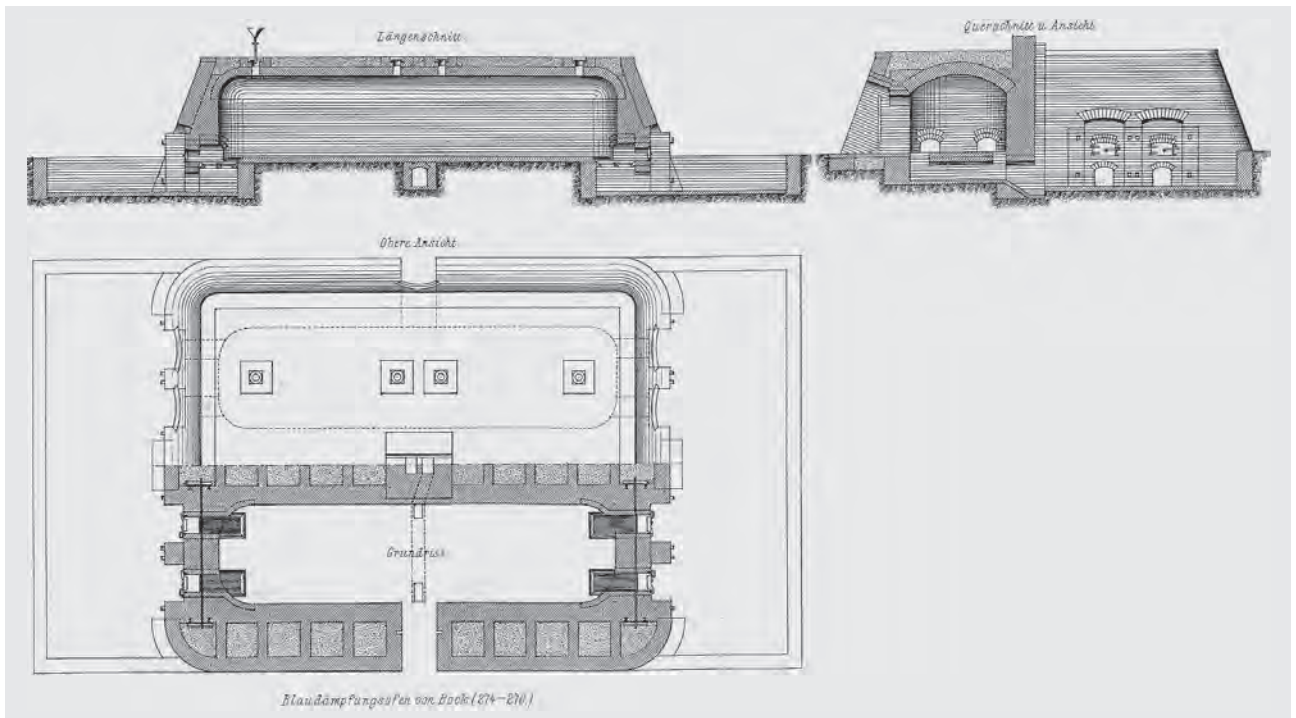 Längenschnitt
Querschnitt u. Ansicht
Obere Ansicht
Grundriss
Blaudämpfungsofen von Bock (274–276.)